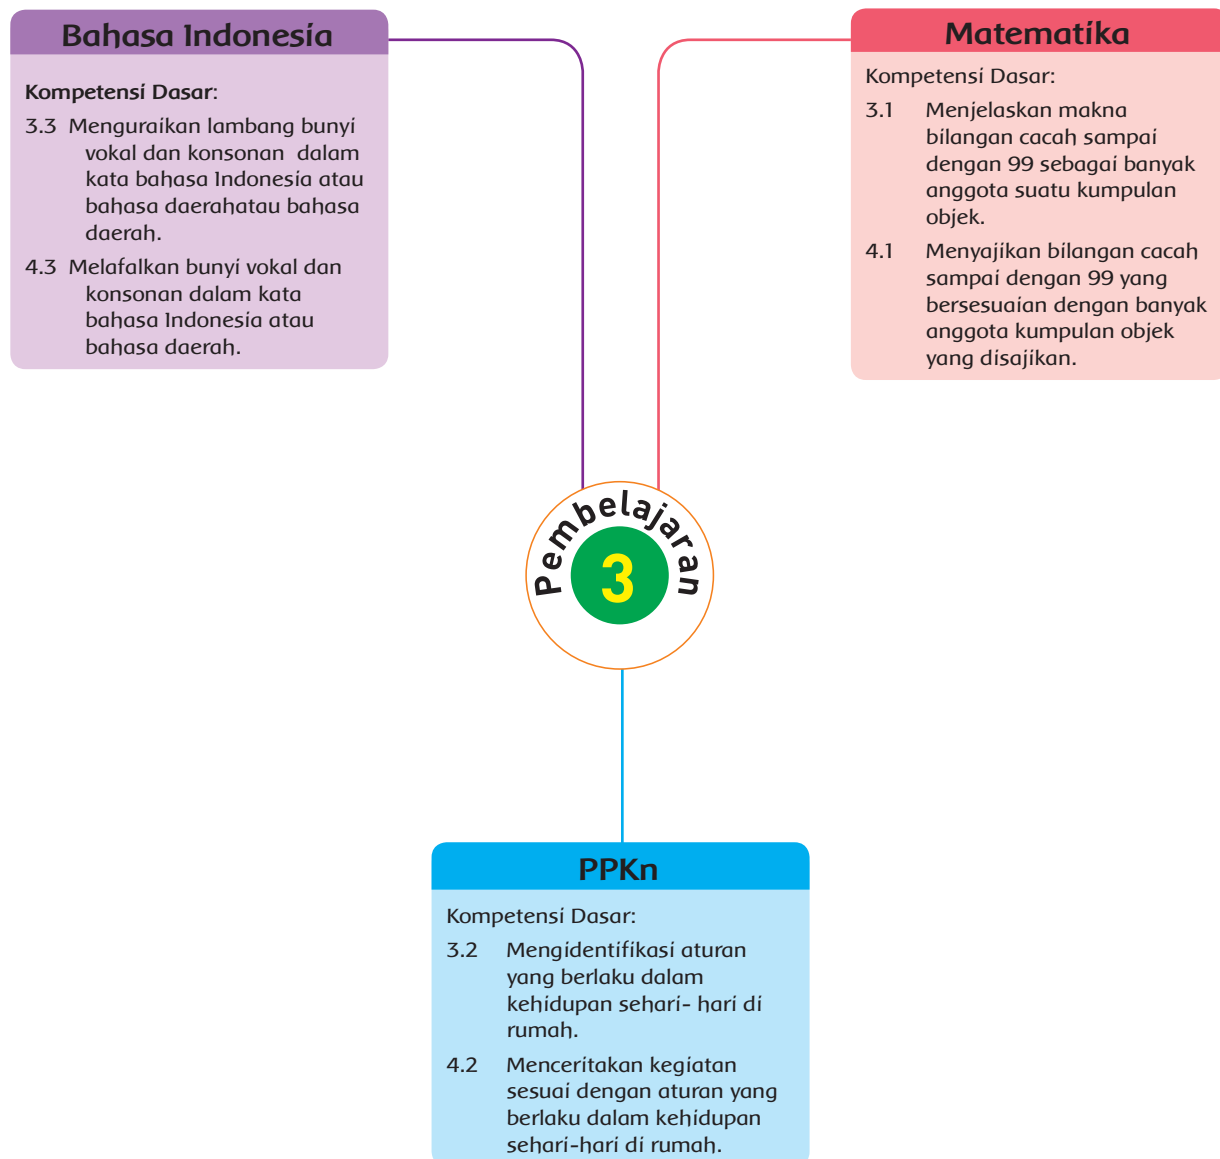 Bahasa Indonesia
Kompetensi Dasar:
3.3 Menguraikan lambang bunyi
vokal dan konsonan dalam
kata bahasa Indonesia atau
bahasa daerahatau bahasa
daerah.
4.3 Melafalkan bunyi vokal dan
konsonan dalam kata
bahasa Indonesia atau
bahasa daerah.
Matematika
Kompetensi Dasar:
3.1 Menjelaskan makna
bilangan cacah sampai
dengan 99 sebagai banyak
anggota suatu kumpulan
objek.
4.1 Menyajikan bilangan cacah
sampai dengan 99 yang
bersesuaian dengan banyak
anggota kumpulan objek
yang disajikan.
Pembelajaran
3
PPKn
Kompetensi Dasar:
3.2 Mengidentifikasi aturan
yang berlaku dalam
kehidupan sehari- hari di
rumah.
4.2 Menceritakan kegiatan
sesuai dengan aturan yang
berlaku dalam kehidupan
sehari-hari di rumah.